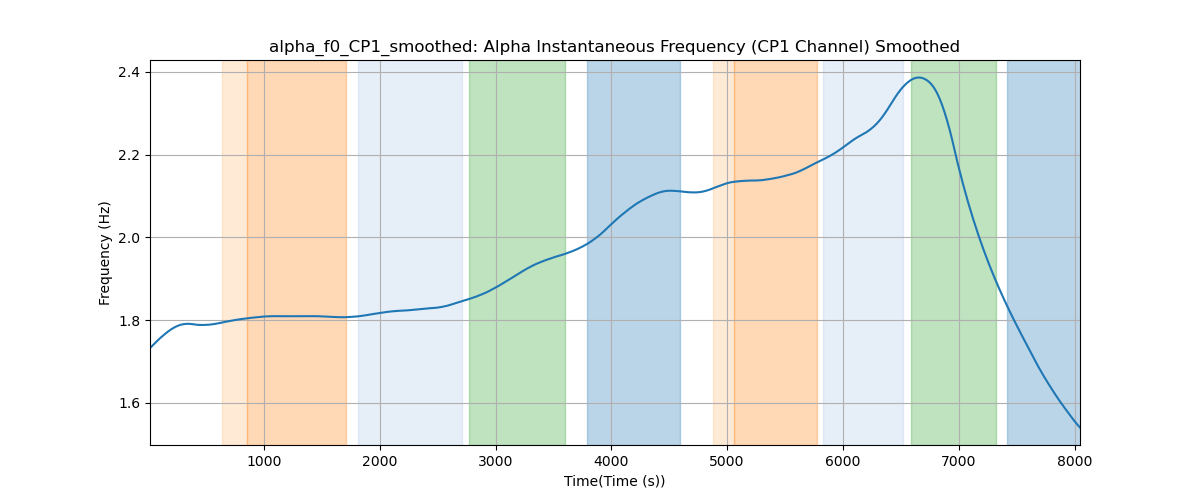 alpha_f0_CP1_smoothed: Alpha Instantaneous Frequency (CP1 Channel) Smoothed
Frequency (Hz)
2.4
2.2
2.0
1.8
1.6
1000 2000 3000 4000 5000 6000 7000 8000
Time(Time (s))